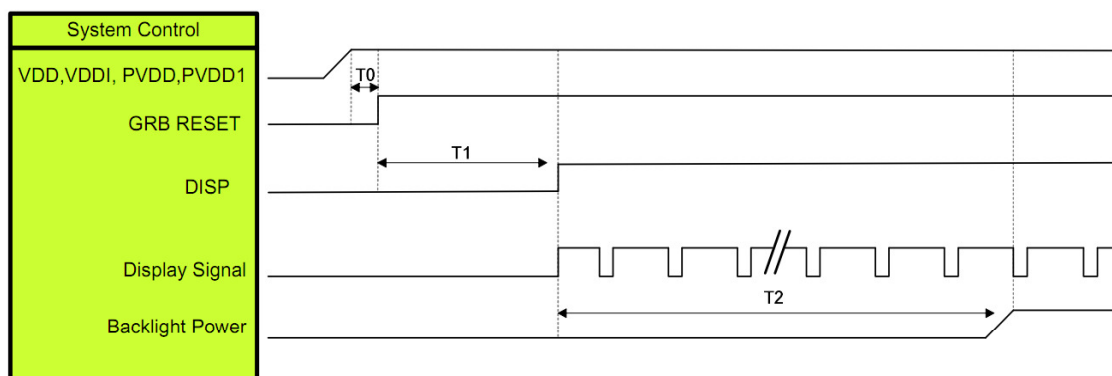 System Control
VDD,VDDI, PVDD,PVDD1
T0
GRB RESET
T1
DISP
Display Signal
T2
Backlight Power